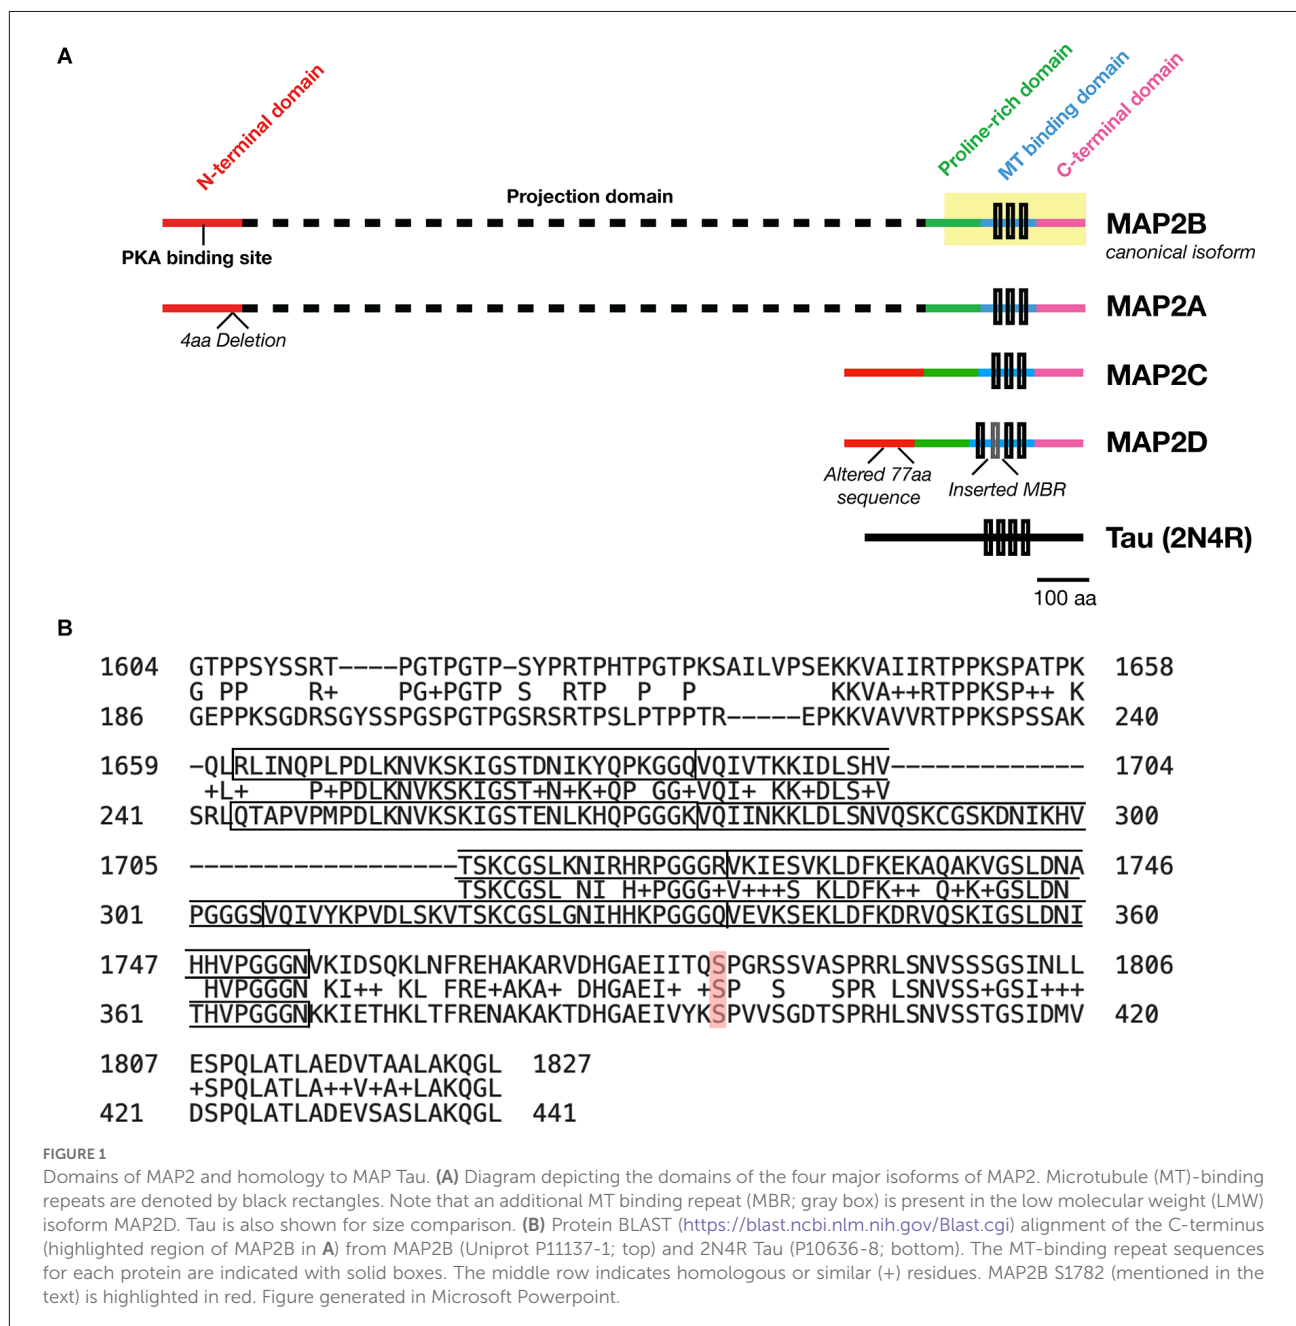 A
N-terminal domain
Proline-rich domain
MT binding domain
C-terminal domain
Projection domain
MAP2B
canonical isoform
PKA binding site
MAP2A
4aa Deletion
MAP2C
MAP2D
Altered 77aa
sequence
Inserted MBR
Tau (2N4R)
100 aa
B
1604 GTPPSYSSRT----PGTPGTP-SYPRTPHTPGTPKSAILVPSEKKVAIIRTPPKSPATPK 1658
G PP R+ PG+PGTP S RTP P P KKVA++RTPPKSP++ K
186 GEPPKSGDRSGYSSPGSPGTPGSRSRTPSLPTPPTR-----EPKKVAVVRTPPKSPSSAK 240
1659 -QLRLINQPLPDLKNVKSKIGSTDNIKYQPKGGQVQIVTKKIDLSHV------------- 1704
+L+ P+PDLKNVKSKIGST+N+K+QP GG+VQI+ KK+DLS+V
241 SRLQTAPVPMPDLKNVKSKIGSTENLKHQPGGGKVQIINKKLDLSNVQSKCGSKDNIKHV 300
1705 ------------------TSKCGSLKNIRHRPGGGRVKIESVKLDFKEKAQAKVGSLDNA 1746
TSKCGSL NI H+PGGG+V+++S KLDFK++ Q+K+GSLDN
301 PGGGSVQIVYKPVDLSKVTSKCGSLGNIHHKPGGGQVEVKSEKLDFKDRVQSKIGSLDNI 360
1747 HHVPGGGNVKIDSQKLNFREHAKARVDHGAEIITQSPGRSSVASPRRLSNVSSSGSINLL 1806
HVPGGGN KI++ KL FRE+AKA+ DHGAEI+ +SP S SPR LSNVSS+GSI+++
361 THVPGGGNKKIETHKLTFRENAKAKTDHGAEIVYKSPVVSGDTSPRHLSNVSSTGSIDMV 420
1807 ESPQLATLAEDVTAALAKQGL 1827
+SPQLATLA++V+A+LAKQGL
421 DSPQLATLADEVSASLAKQGL 441
FIGURE 1
Domains of MAP2 and homology to MAP Tau. (A) Diagram depicting the domains of the four major isoforms of MAP2. Microtubule (MT)-binding
repeats are denoted by black rectangles. Note that an additional MT binding repeat (MBR; gray box) is present in the low molecular weight (LMW)
isoform MAP2D. Tau is also shown for size comparison. (B) Protein BLAST (https://blast.ncbi.nlm.nih.gov/Blast.cgi) alignment of the C-terminus
(highlighted region of MAP2B in A) from MAP2B (Uniprot P11137-1; top) and 2N4R Tau (P10636-8; bottom). The MT-binding repeat sequences
for each protein are indicated with solid boxes. The middle row indicates homologous or similar (+) residues. MAP2B S1782 (mentioned in the
text) is highlighted in red. Figure generated in Microsoft Powerpoint.